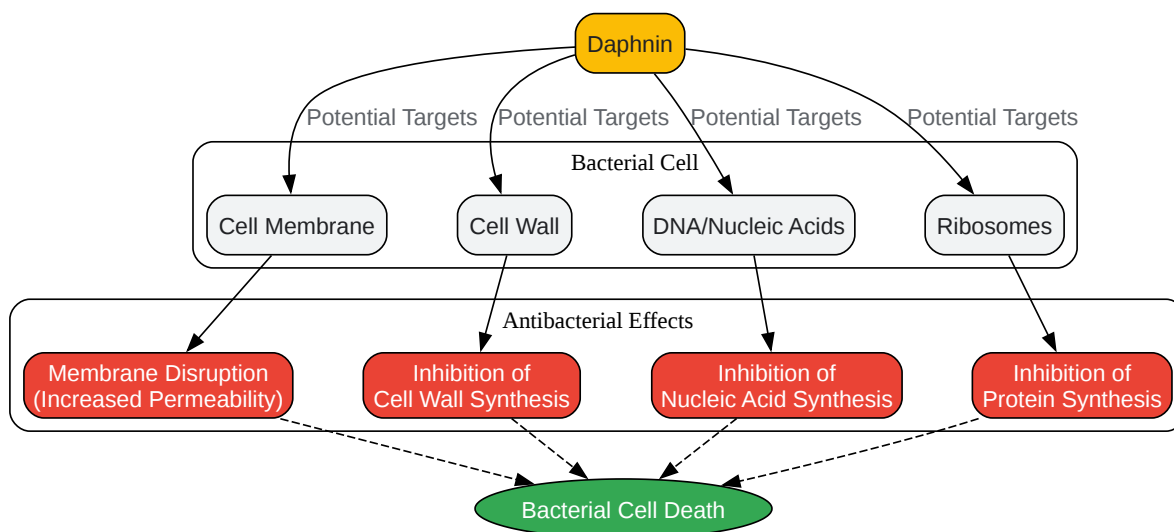 Daphnin
Potential Targets
Potential Targets
Potential Targets
Potential Targets
Bacterial Cell
Cell Membrane
Cell Wall
DNA/Nucleic Acids
Ribosomes
Antibacterial Effects
Membrane Disruption
(Increased Permeability)
Inhibition of
Cell Wall Synthesis
Inhibition of
Nucleic Acid Synthesis
Inhibition of
Protein Synthesis
Bacterial Cell Death